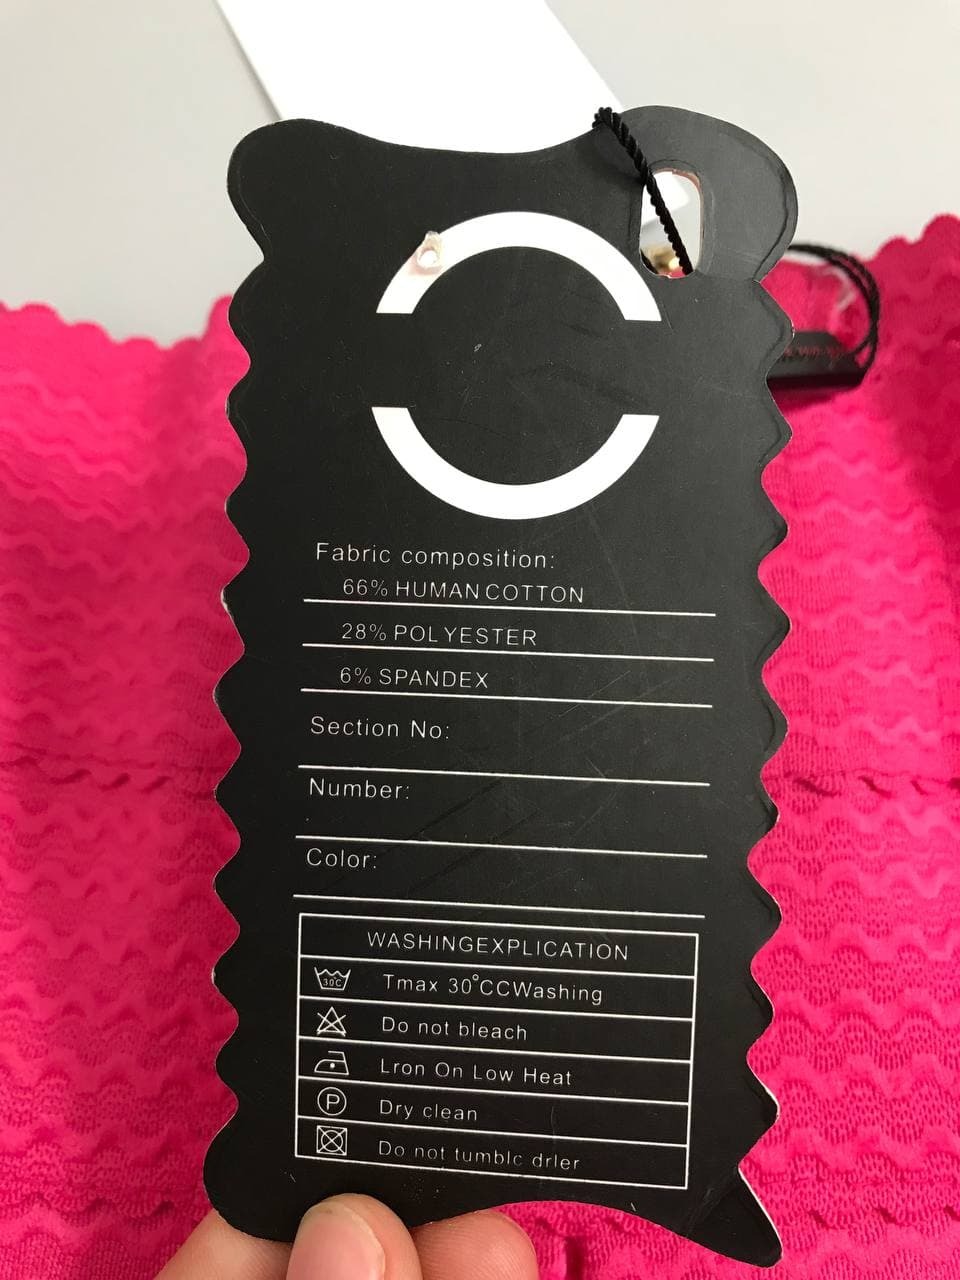 Fabric composition:
66% HUMAN COTTON
28% POLYESTER
6% SPANDEX
Section No:
Number:
Color:
WASHINGEXPLICATION
30C Tmax 30°CCWashing
Do not bleach
Lron On Low Heat
P Dry clean
Do not tumblc drler